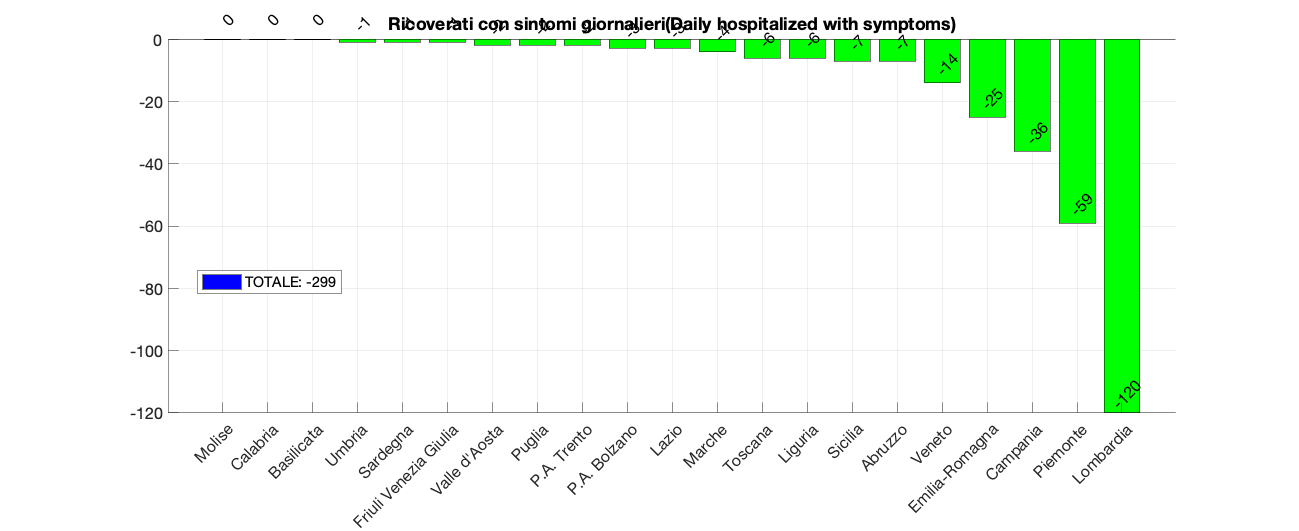 Ricoverati con sintomi giornalieri(Daily hospitalized with symptoms)
0
0
0
-1
-6
-6
-7
-7
-14
-25
-36
-59
-120
0
-20
-40
-60
-80
-100
-120
TOTALE: -299
Molise
Calabria
Basilicata
Umbria
Sardegna
Friuli Venezia Giulia
Valle d'Aosta
Puglia
P.A. Trento
P.A. Bolzano
Lazio
Marche
Toscana
Liguria
Sicilia
Abruzzo
Veneto
Emilia-Romagna
Campania
Piemonte
Lombardia